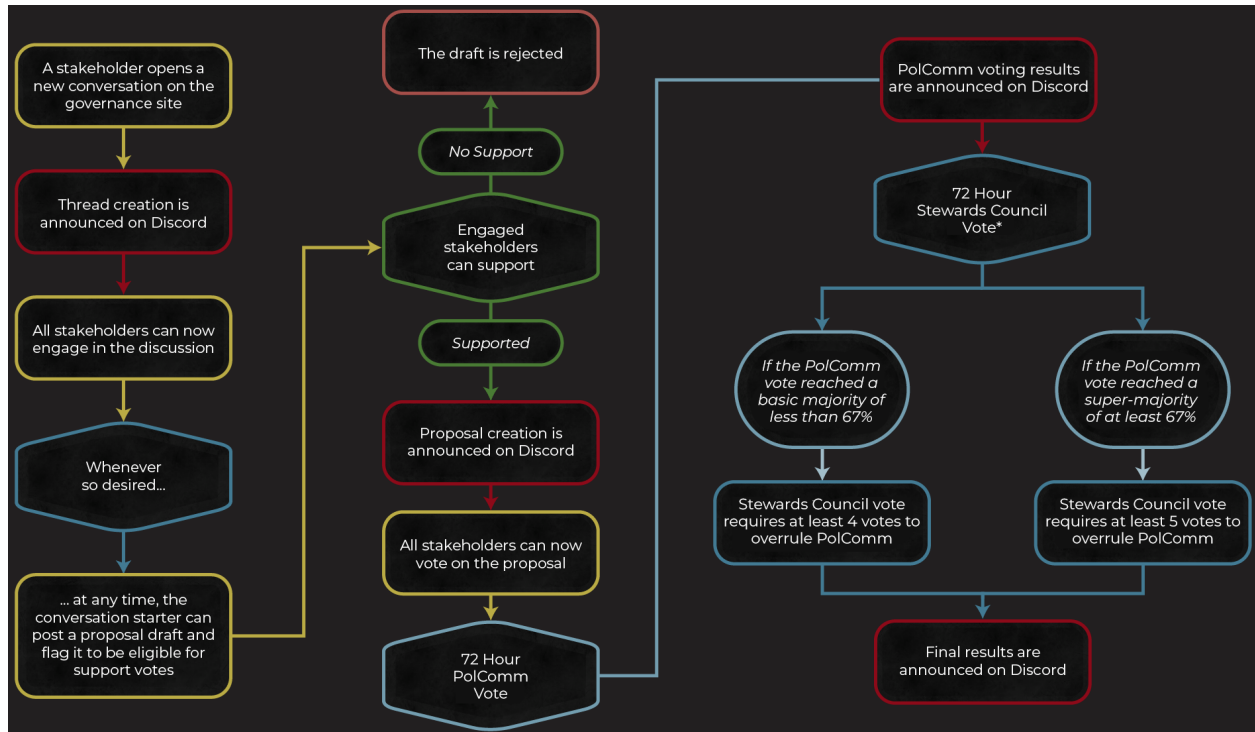 A stakeholder opens a
new conversation on the
governance site
Thread creation is
announced on Discord
All stakeholders can now
engage in the discussion
Whenever
so desired...
... at any time, the
conversation starter can
post a proposal draft and
flag it to be eligible for
support votes
The draft is rejected
No Support
Engaged
stakeholders
can support
Supported
Proposal creation is
announced on Discord
All stakeholders can now
vote on the proposal
72 Hour
PolComm
Vote
PolComm voting results
are announced on Discord
72 Hour
Stewards Council
Vote*
If the PolComm
vote reached a
basic majority of
less than 67%
If the PolComm
vote reached a
super-majority
of at least 67%
Stewards Council vote
requires at least 4 votes to
overrule PolComm
Stewards Council vote
requires at least 5 votes to
overrule PolComm
Final results are
announced on Discord